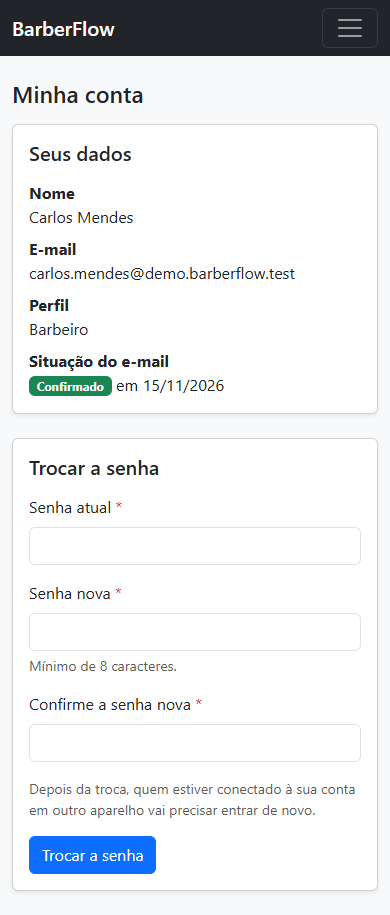 BarberFlow
Minha conta
Seus dados
Nome
Carlos Mendes
E-mail
carlos.mendes@demo.barberflow.test
Perfil
Barbeiro
Situação do e-mail
Confirmado em 15/11/2026
Trocar a senha
Senha atual *
Senha nova *
Mínimo de 8 caracteres.
Confirme a senha nova *
Depois da troca, quem estiver conectado à sua conta
em outro aparelho vai precisar entrar de novo.
Trocar a senha